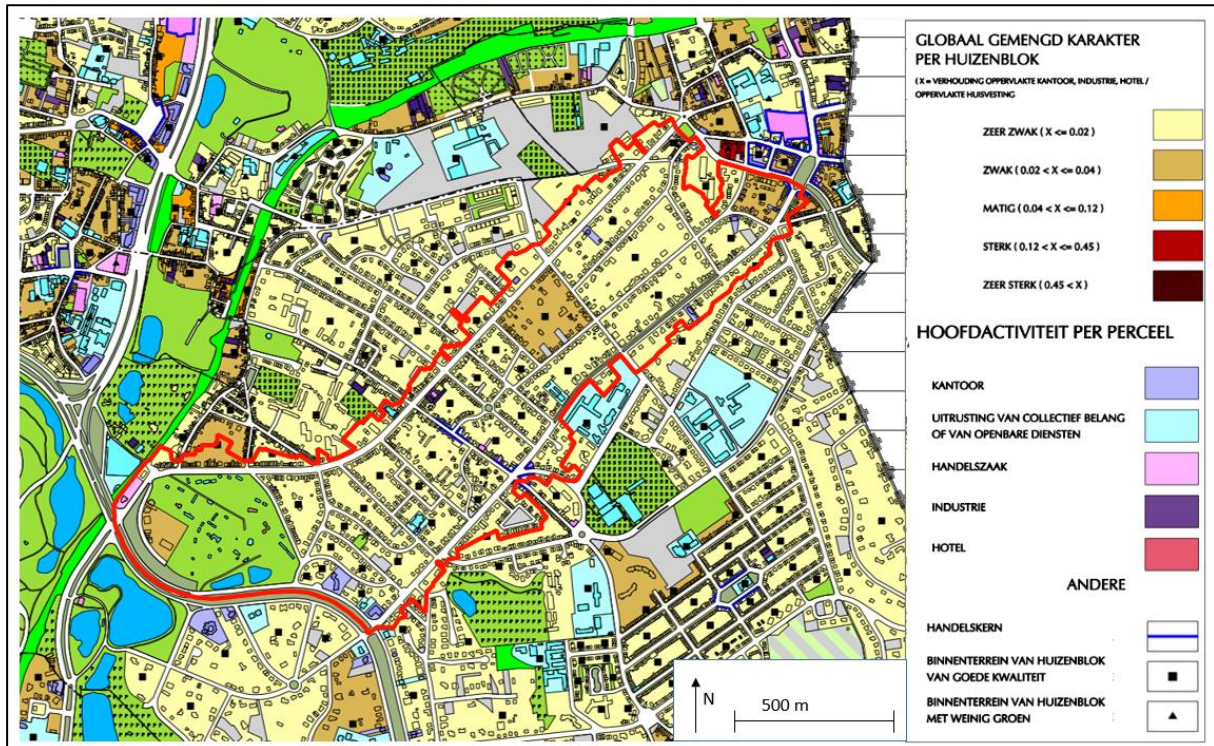 GLOBAAL GEMENGD KARAKTER
PER HUIZENBLOK
( X = VERHOUDING OPPERVLAKTE KANTOOR, INDUSTRIE, HOTEL /
OPPERVLAKTE HUISVESTING
ZEER ZWAK ( X <= 0.02 )
ZWAK ( 0.02 < X <= 0.04 )
MATIG ( 0.04 < X <= 0.12 )
STERK ( 0.12 < X <= 0.45 )
ZEER STERK ( 0.45 < X )
HOOFDACTIVITEIT PER PERCEEL
KANTOOR
UITRUSTING VAN COLLECTIEF BELANG
OF VAN OPENBARE DIENSTEN
HANDELSZAAK
INDUSTRIE
HOTEL
ANDERE
HANDELSKERN
BINNENTERREIN VAN HUIZENBLOK
VAN GOEDE KWALITEIT
BINNENTERREIN VAN HUIZENBLOK
MET WEINIG GROEN
N
500 m